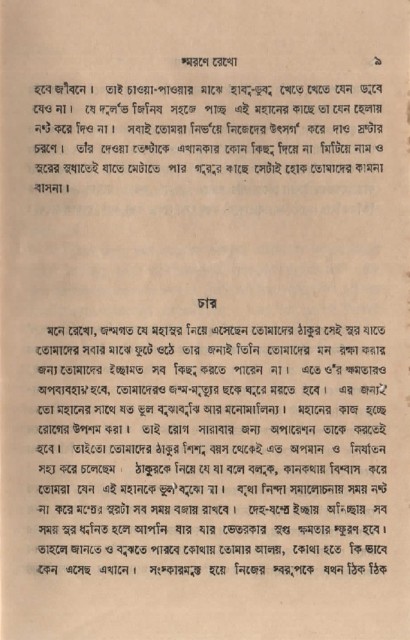 স্মরণে রেখো ৯
হবে জীবনে। তাই চাওয়া-পাওয়ার মাঝে হাবুডুবু খেতে খেতে যেন ডুবে
যেও না। যে দুর্লভ জিনিষ সহজে পাচ্ছ এই মহানের কাছে তা যেন হেলায়
নষ্ট করে দিও না। সবাই তোমরা নির্ভয়ে নিজেদের উৎসর্গ করে দাও স্রষ্টার
চরণে। তাঁর দেওয়া তেষ্টাকে এখানকার কোন কিছু দিয়ে না মিটিয়ে নাম ও
সুরের সুধাতেই যাতে মেটাতে পার গুরুর কাছে সেটাই হোক তোমাদের কামনা
বাসনা।
চার
মনে রেখো, জন্মগত যে মহাসুর নিয়ে এসেছেন তোমাদের ঠাকুর সেই সুর যাতে
তোমাদের সবার মাঝে ফুটে ওঠে তার জন্যই তিনি তোমাদের মন রক্ষা করার
জন্য তোমাদের ইচ্ছামত সব কিছু করতে পারেন না। এতে ওঁর ক্ষমতারও
অপব্যবহার হবে, তোমাদেরও জন্ম-মৃত্যুর ছকে ঘুরে মরতে হবে। এর জন্যই
তো মহানের সাথে যত ভুল বুঝাবুঝি আর মনোমালিন্য। মহানের কাজ হচ্ছে
রোগের উপশম করা। তাই রোগ সারাবার জন্য অপারেশন তাকে করতেই
হবে। তাইতো তোমাদের ঠাকুর শিশু বয়স থেকেই এত অপমান ও নির্যাতন
সহ্য করে চলেছেন। ঠাকুরকে নিয়ে যে যা বলে বলুক, কানকথায় বিশ্বাস করে
তোমরা যেন এই মহানকে ভুল বুঝো না। বৃথা নিন্দা সমালোচনায় সময় নষ্ট
না করে মন্ত্রের সুরটা সব সময় বজায় রাখবে। দেহ-যন্ত্রে ইচ্ছায় অনিচ্ছায় সব
সময় সুর ধ্বনিত হলে আপনি যার যার ভেতরকার সুপ্ত ক্ষমতার স্ফুরণ হবে।
তাহলে জানতে ও বুঝতে পারবে কোথায় তোমার আলয়, কোথা হতে কি ভাবে
কেন এসেছ এখানে। সংস্কারমুক্ত হয়ে নিজের স্বরূপকে যখন ঠিক ঠিক